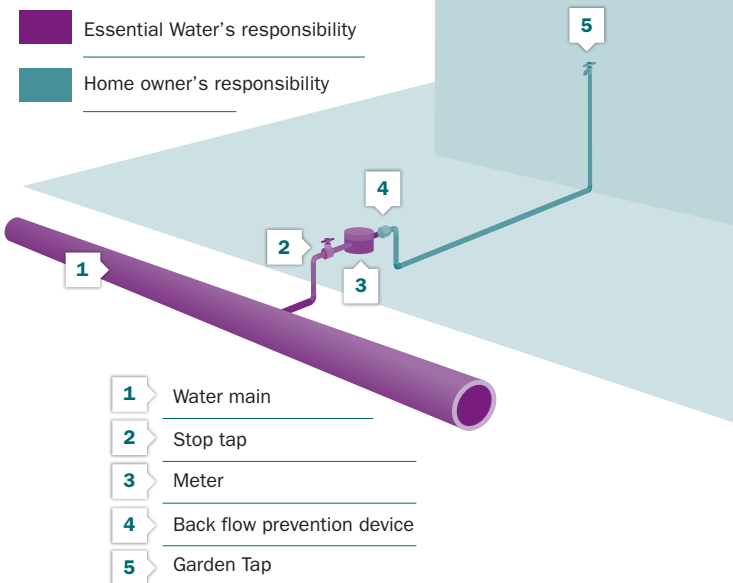 Essential Water's responsibility
Home owner's responsibility
5
4
2
3
1
1 Water main
2 Stop tap
3 Meter
4 Back flow prevention device
5 Garden Tap